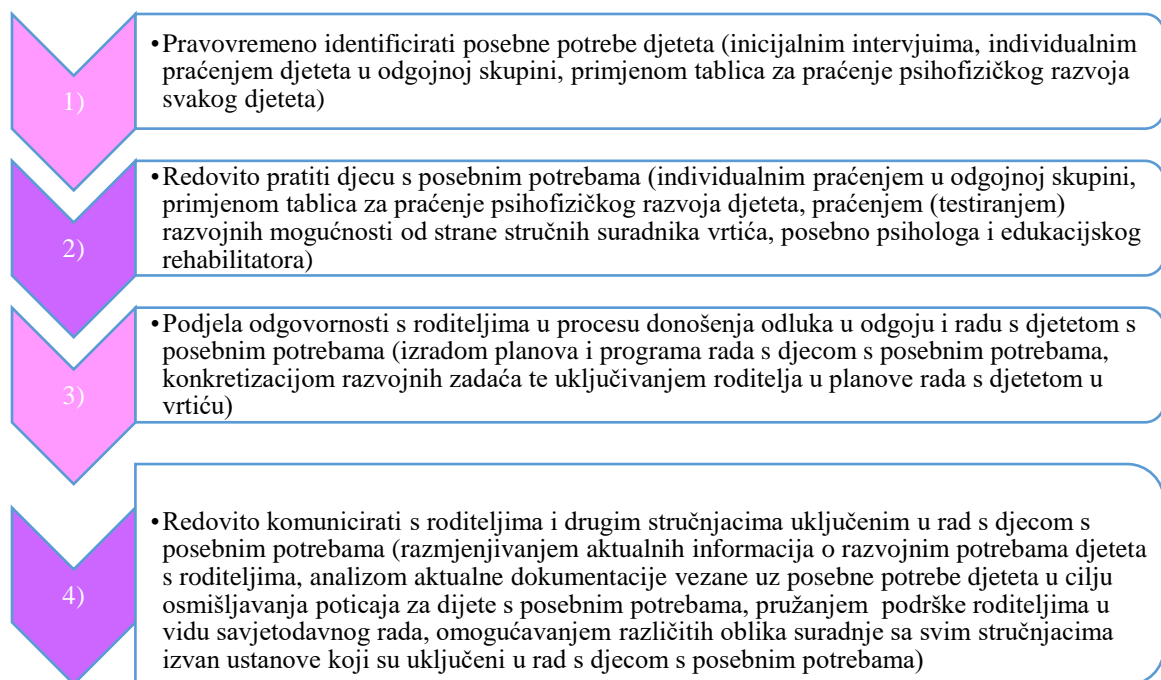 1)
•Pravovremeno identificirati posebne potrebe djeteta (inicijalnim intervjuima, individualnim
praćenjem djeteta u odgojnoj skupini, primjenom tablica za praćenje psihofizičkog razvoja
svakog djeteta)
2)
•Redovito pratiti djecu s posebnim potrebama (individualnim praćenjem u odgojnoj skupini,
primjenom tablica za praćenje psihofizičkog razvoja djeteta, praćenjem (testiranjem)
razvojnih mogućnosti od strane stručnih suradnika vrtića, posebno psihologa i edukacijskog
rehabilitatora)
3)
•Podjela odgovornosti s roditeljima u procesu donošenja odluka u odgoju i radu s djetetom s
posebnim potrebama (izradom planova i programa rada s djecom s posebnim potrebama,
konkretizacijom razvojnih zadaća te uključivanjem roditelja u planove rada s djetetom u
vrtiću)
4)
•Redovito komunicirati s roditeljima i drugim stručnjacima uključenim u rad s djecom s
posebnim potrebama (razmjenjivanjem aktualnih informacija o razvojnim potrebama djeteta
s roditeljima, analizom aktualne dokumentacije vezane uz posebne potrebe djeteta u cilju
osmišljavanja poticaja za dijete s posebnim potrebama, pružanjem podrške roditeljima u
vidu savjetodavnog rada, omogućavanjem različitih oblika suradnje sa svim stručnjacima
izvan ustanove koji su uključeni u rad s djecom s posebnim potrebama)